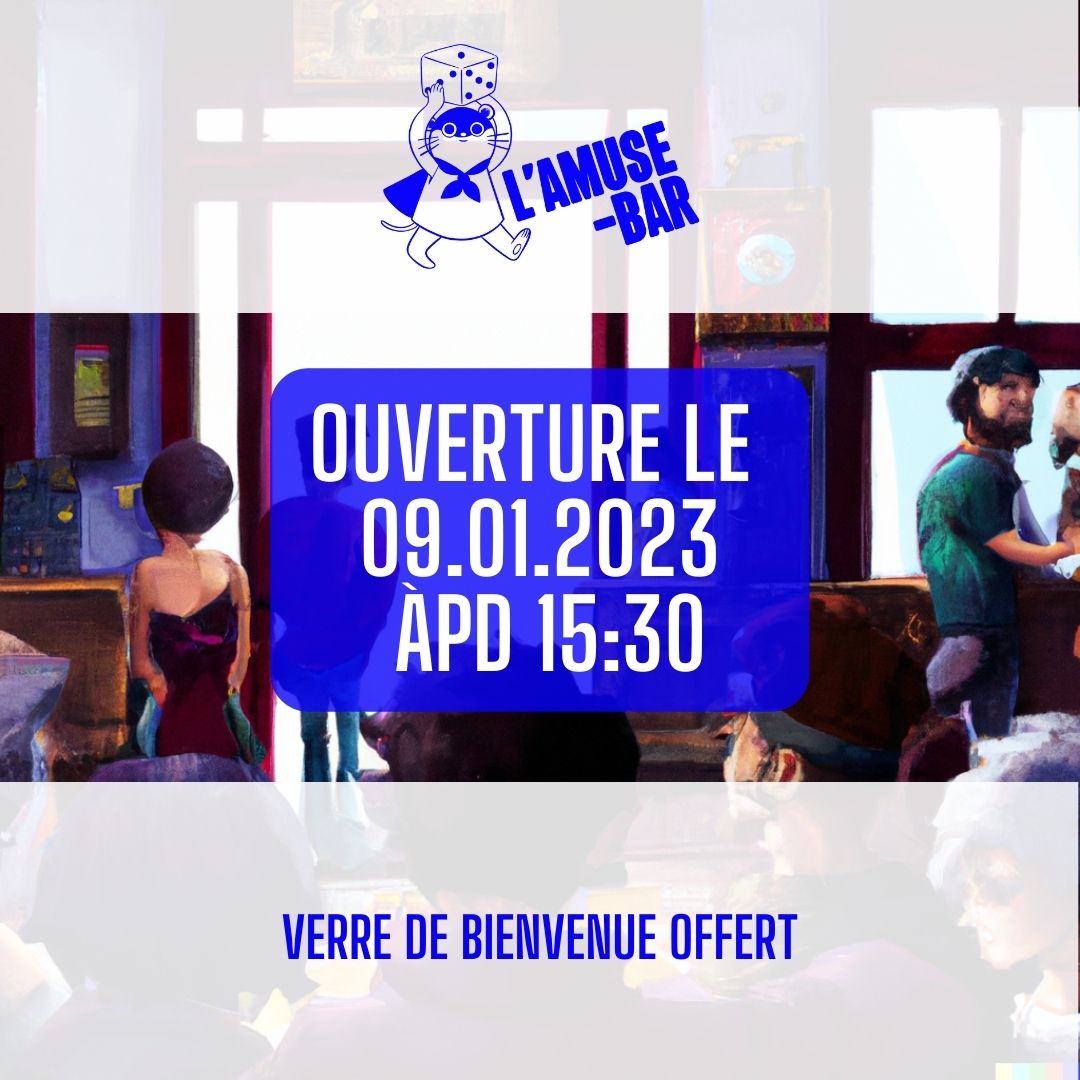 L'AMUSE
-BAR
OUVERTURE LE
09.01.2023
ÀPD 15:30
VERRE DE BIENVENUE OFFERT